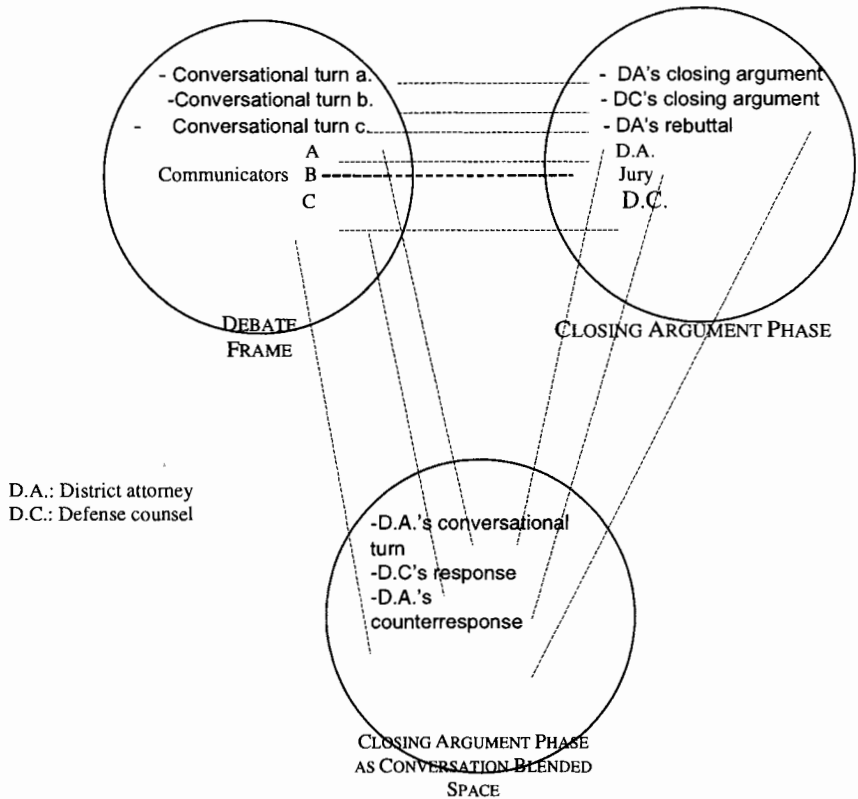 - Conversational turn a.
-Conversational turn b.
- Conversational turn c.
A
Communicators B
C
DEBATE
FRAME
- DA's closing argument
- DC's closing argument
- DA's rebuttal
D.A.
Jury
D.C.
CLOSING ARGUMENT PHASE
D.A.: District attorney
D.C.: Defense counsel
-D.A.'s conversational
turn
-D.C's response
-D.A.'s
counterresponse
CLOSING ARGUMENT PHASE
AS CONVERSATION BLENDED
SPACE